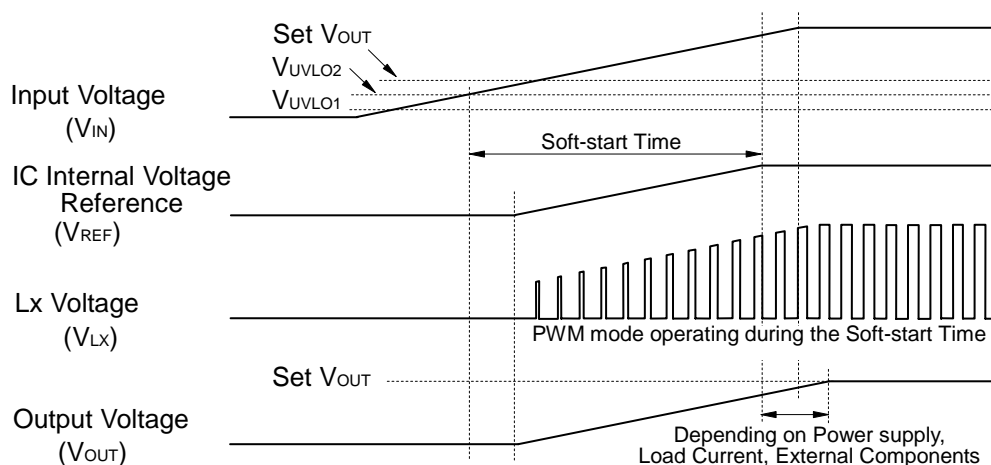 Set VOUT
VUVLO2
Input Voltage
(VIN)
VUVLO1
Soft-start Time
IC Internal Voltage
Reference
(VREF)
Lx Voltage
(VLX)
PWM mode operating during the Soft-start Time
Set VOUT
Output Voltage
(VOUT)
Depending on Power supply,
Load Current, External Components